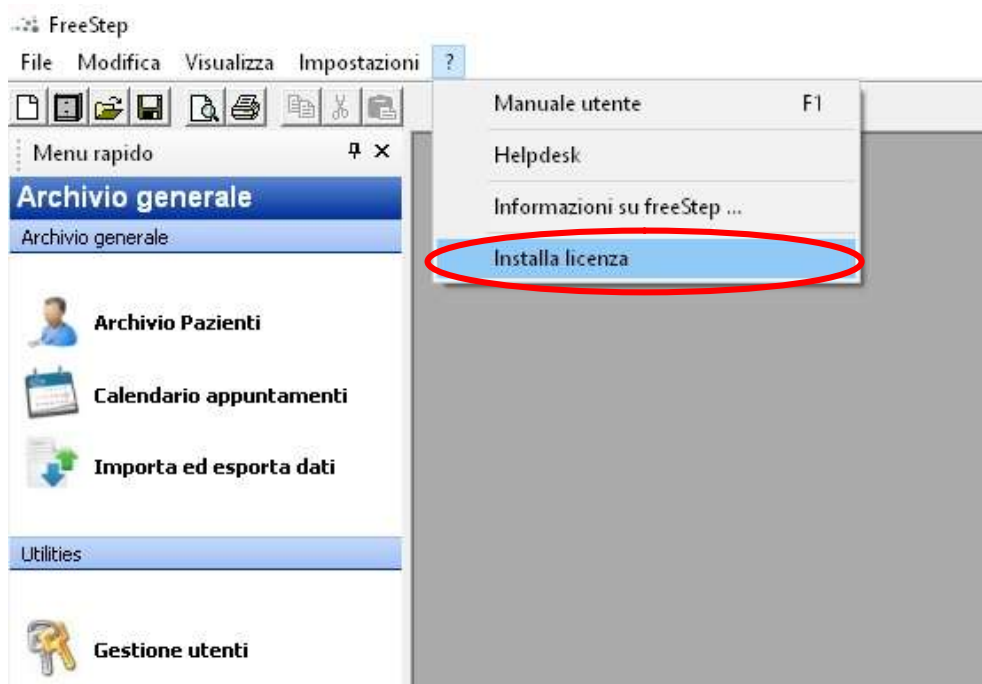 FreeStep
File Modifica Visualizza Impostazioni ?
Manuale utente F1
Helpdesk
Informazioni su freeStep ...
Installa licenza
Menu rapido
Archivio generale
Archivio generale
Archivio Pazienti
Calendario appuntamenti
Importa ed esporta dati
Utilities
Gestione utenti